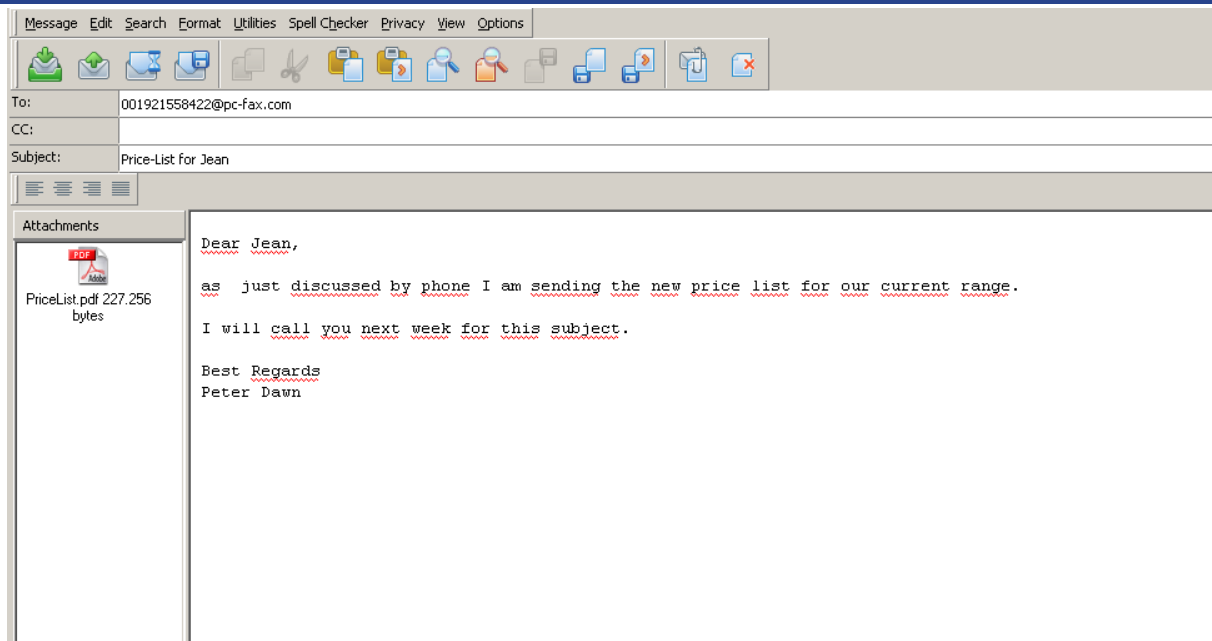 Message Edit Search Format Utilities Spell Checker Privacy View Options
To: 001921558422@pc-fax.com
CC:
Subject: Price-List for Jean
Attachments
PDF
Adobe
PriceList.pdf 227.256
bytes
Dear Jean,
as  just discussed by phone I am sending the new price list for our current range.
I will call you next week for this subject.
Best Regards
Peter Dawn